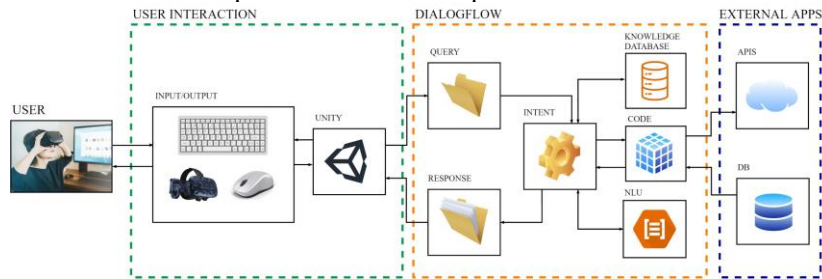 USER INTERACTION
DIALOGFLOW
EXTERNAL APPS
USER
INPUT/OUTPUT
UNITY
QUERY
RESPONSE
INTENT
KNOWLEDGE
DATABASE
CODE
NLU
APIS
DB